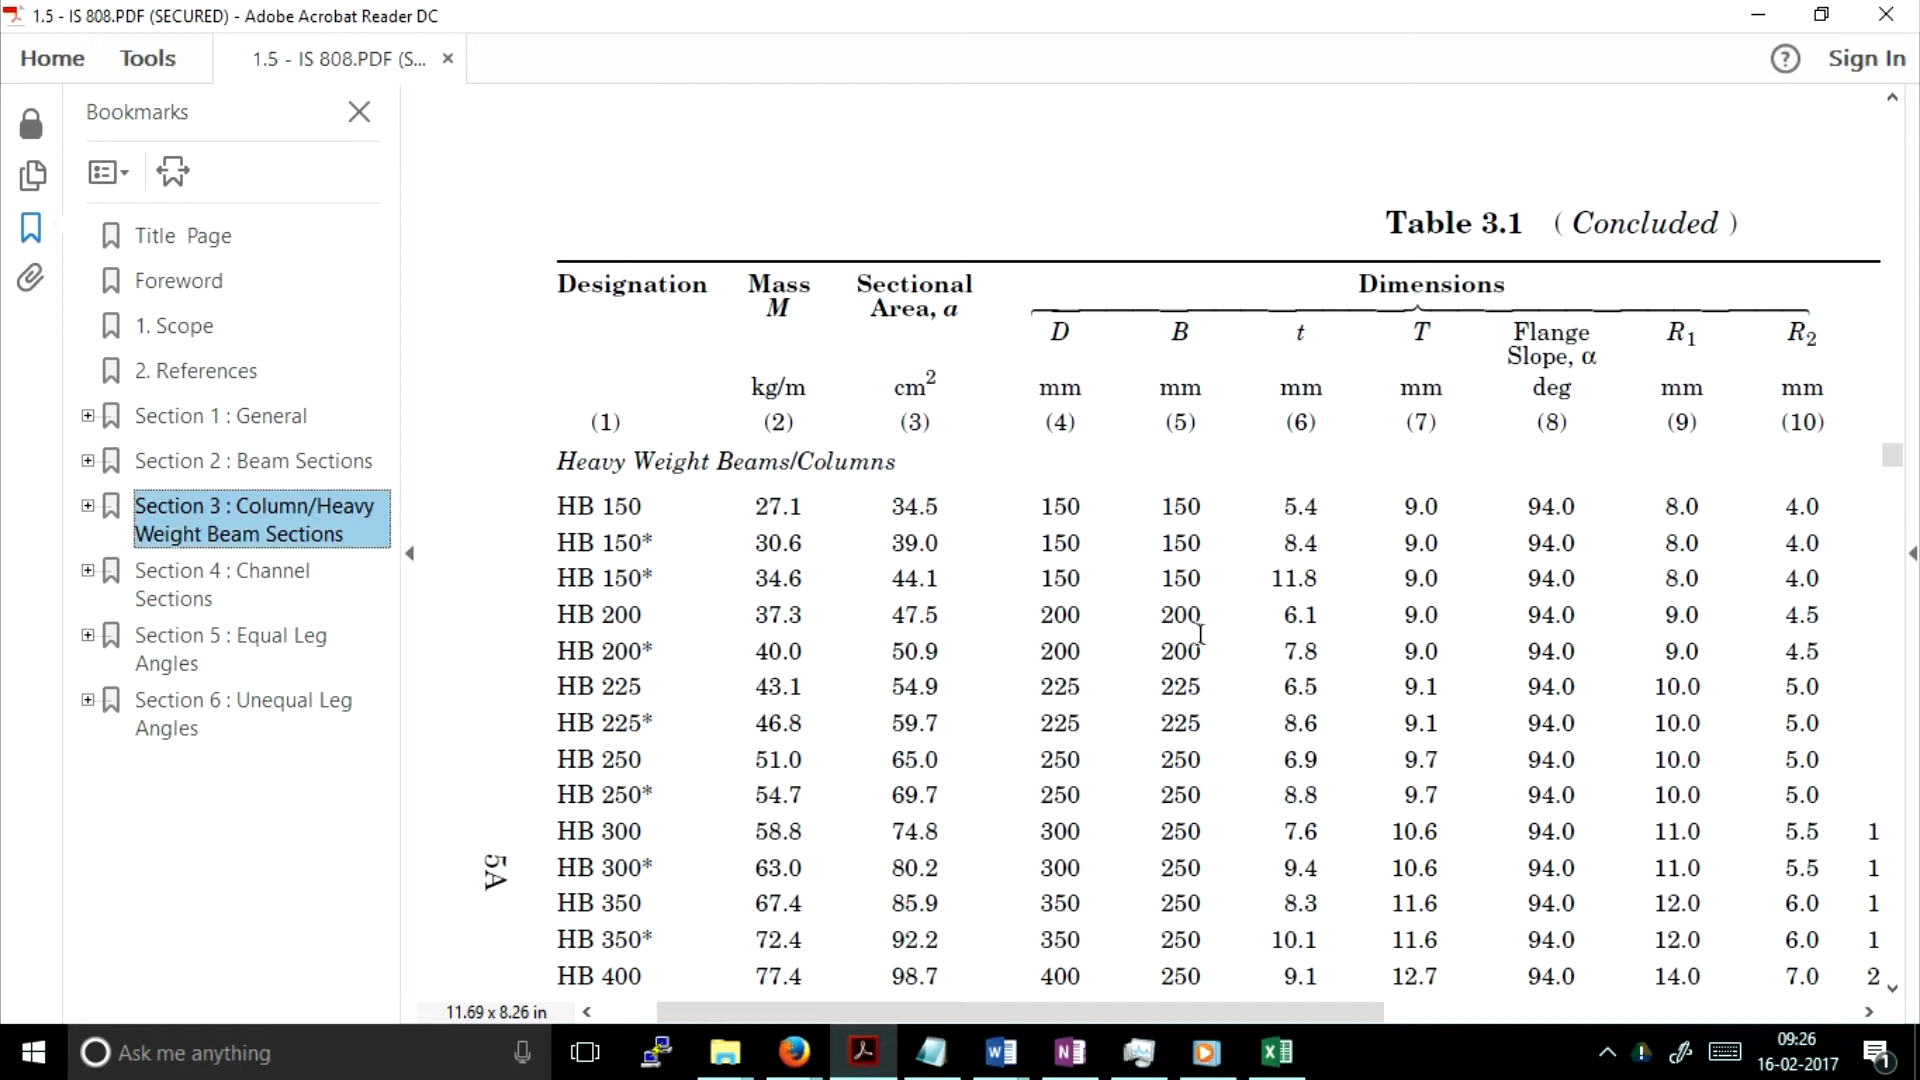 1.5 - IS 808.PDF (SECURED) - Adobe Acrobat Reader DC
Home Tools 1.5 - IS 808.PDF (S... × ? Sign In
Bookmarks
Title Page
Foreword
1. Scope
2. References
Section 1 : General
Section 2 : Beam Sections
Section 3 : Column/Heavy
Weight Beam Sections
Section 4 : Channel
Sections
Section 5 : Equal Leg
Angles
Section 6 : Unequal Leg
Angles
Table 3.1 ( Concluded )
Designation Mass Sectional Dimensions
M Area, a
D B t T Flange R1 R2
Slope, α
kg/m cm2 mm mm mm mm deg mm mm
(1) (2) (3) (4) (5) (6) (7) (8) (9) (10)
Heavy Weight Beams/Columns
HB 150 27.1 34.5 150 150 5.4 9.0 94.0 8.0 4.0
HB 150* 30.6 39.0 150 150 8.4 9.0 94.0 8.0 4.0
HB 150* 34.6 44.1 150 150 11.8 9.0 94.0 8.0 4.0
HB 200 37.3 47.5 200 200 6.1 9.0 94.0 9.0 4.5
HB 200* 40.0 50.9 200 200 7.8 9.0 94.0 9.0 4.5
HB 225 43.1 54.9 225 225 6.5 9.1 94.0 10.0 5.0
HB 225* 46.8 59.7 225 225 8.6 9.1 94.0 10.0 5.0
HB 250 51.0 65.0 250 250 6.9 9.7 94.0 10.0 5.0
HB 250* 54.7 69.7 250 250 8.8 9.7 94.0 10.0 5.0
HB 300 58.8 74.8 300 250 7.6 10.6 94.0 11.0 5.5 1
HB 300* 63.0 80.2 300 250 9.4 10.6 94.0 11.0 5.5 1
HB 350 67.4 85.9 350 250 8.3 11.6 94.0 12.0 6.0 1
HB 350* 72.4 92.2 350 250 10.1 11.6 94.0 12.0 6.0 1
HB 400 77.4 98.7 400 250 9.1 12.7 94.0 14.0 7.0 2
5A
11.69 x 8.26 in
Ask me anything
09:26
16-02-2017
1